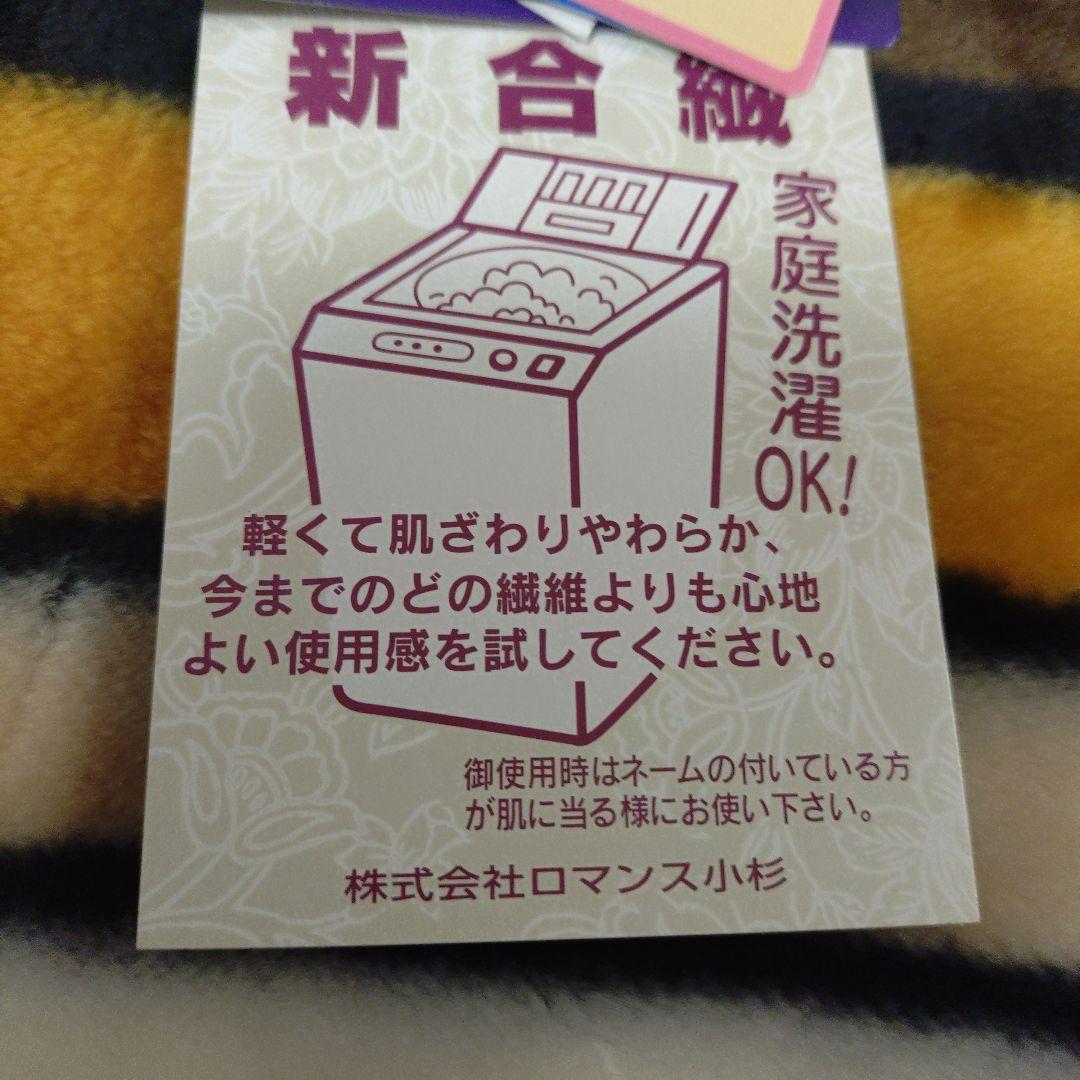 新合繊
家庭洗濯OK!
軽くて肌ざわりやわらか、
今までのどの繊維よりも心地
よい使用感を試してください。
御使用時はネームの付いている方
が肌に当る様にお使い下さい。
株式会社ロマンス小杉